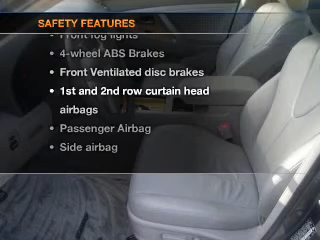 SAFETY FEATURES
• Front fog lights
• 4-wheel ABS Brakes
• Front Ventilated disc brakes
• 1st and 2nd row curtain head
airbags
• Passenger Airbag
• Side airbag